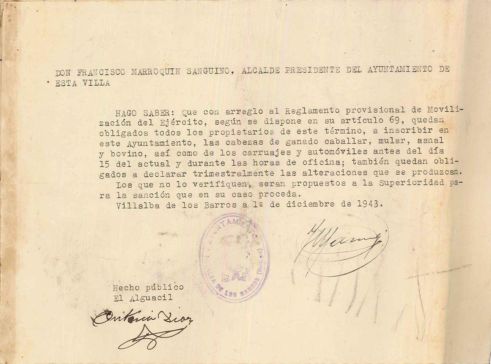 DON FRANCISCO MARROQUIN SANGUINO, ALCALDE PRESIDENTE DEL AYUNTAMIENTO DE
ESTA VILLA
HAGO SABER: que con arreglo al Reglamento provisional de Movili-
zación del Ejército, según se dispone en su artículo 69, quedan
obligados todos los propietarios de este término, a inscribir en
este Ayuntamiento, las cabezas de ganado caballar, mular, asnal
y bovino, así como de los carruajes y automóviles antes del día
15 del actual y durante las horas de oficina; también quedan obli-
gados a declarar trimestralmente las alteraciones que se produzcan.
Los que no lo verifiquen, seran propuestos a la Superioridad pa-
ra la sanción que en su caso proceda.
Villalba de los Barros a 1º de diciembre de 1943.
AYUNTAMIENTO
DE LOS BARROS
Hecho público
El Alguacil